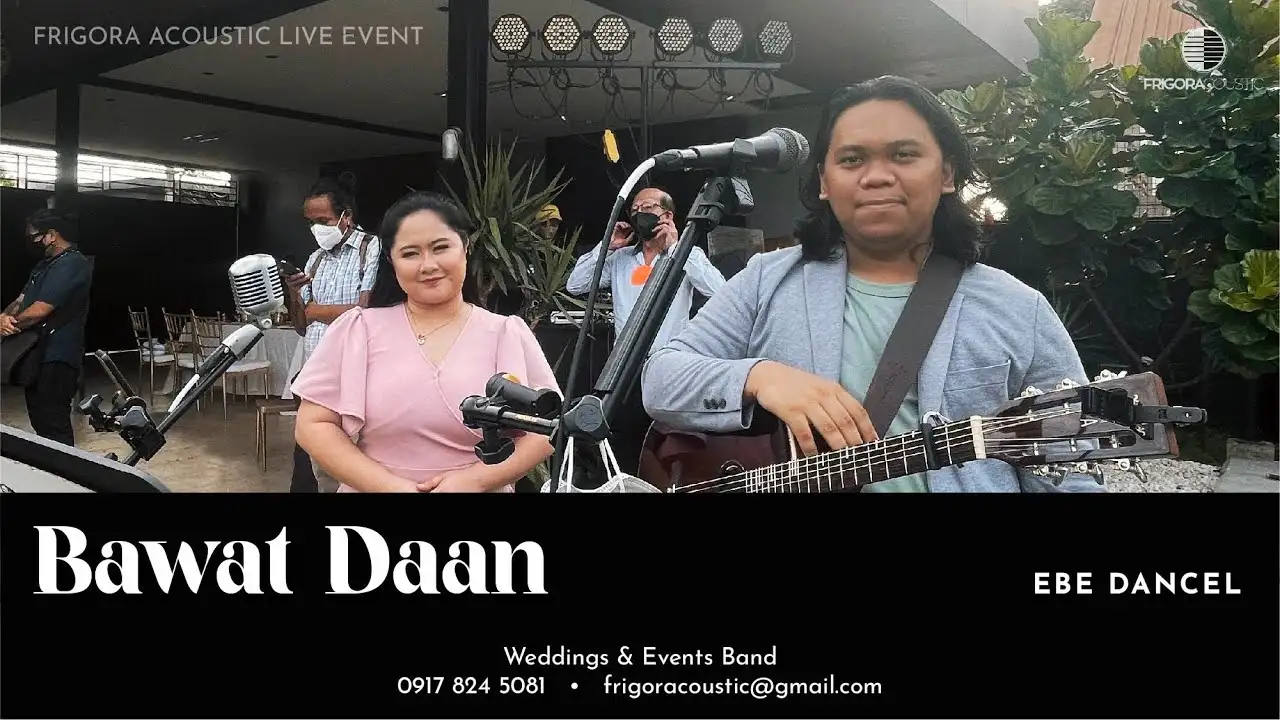 FRIGORA ACOUSTIC LIVE EVENT
FRIGORACOUSTIC
Bawat Daan
EBE DANCEL
Weddings & Events Band
0917 824 5081 • frigoracoustic@gmail.com